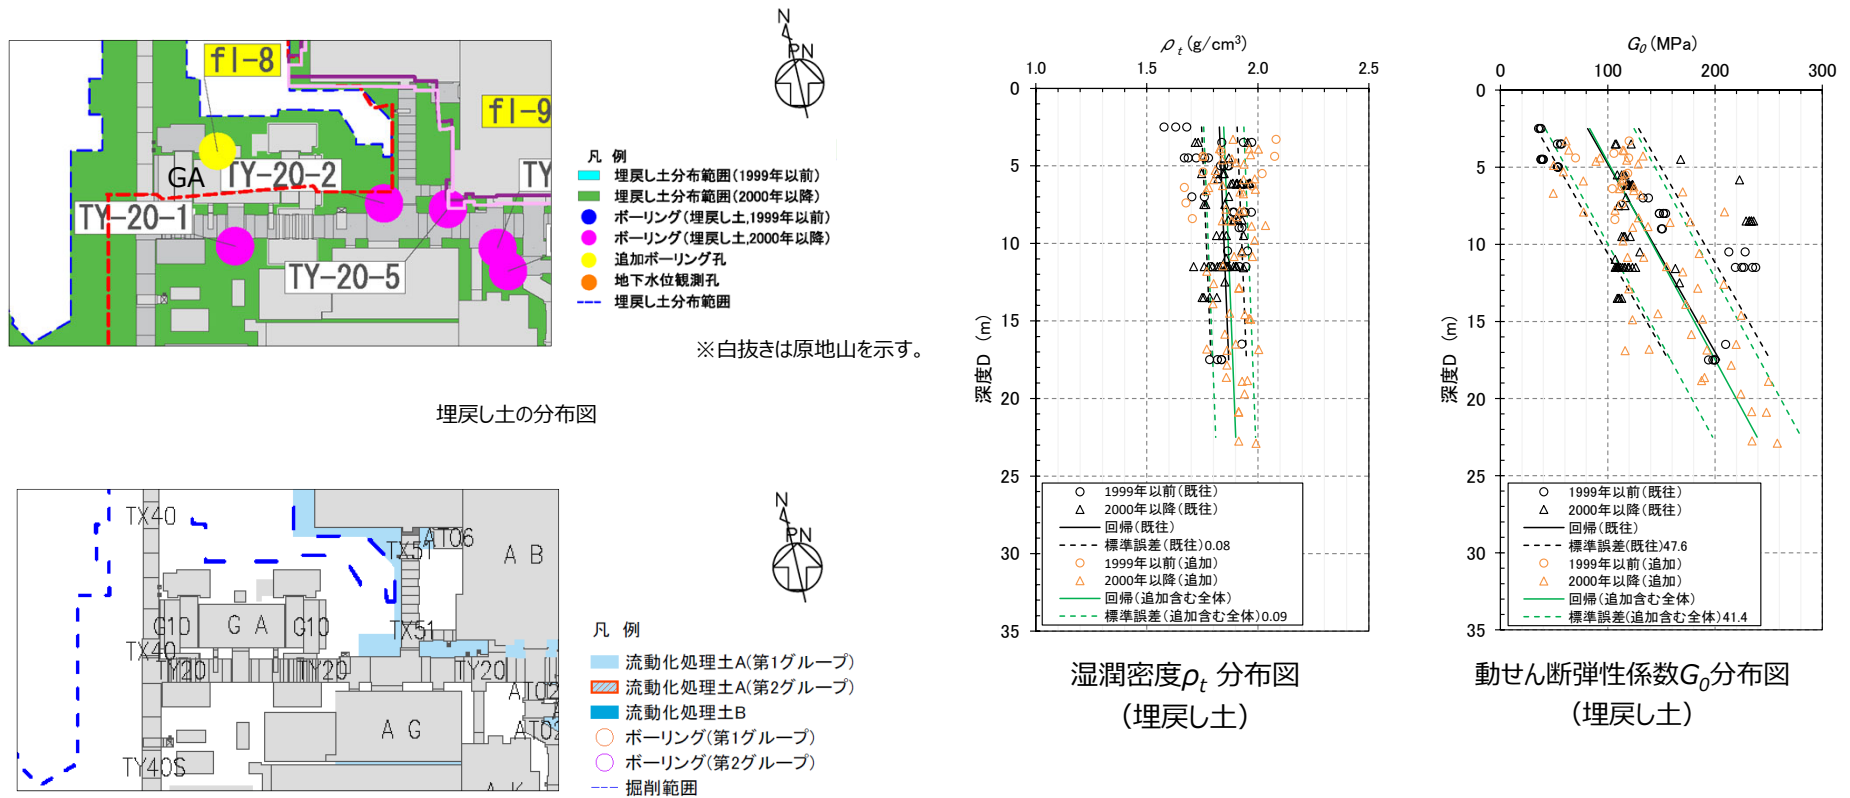 fl-8
fl-9
GA
TY-20-2
TY
TY-20-1
TY-20-5
N
PN
凡 例
埋戻し土分布範囲(1999年以前)
埋戻し土分布範囲(2000年以降)
ボーリング(埋戻し土,1999年以前)
ボーリング(埋戻し土,2000年以降)
追加ボーリング孔
地下水位観測孔
埋戻し土分布範囲
※白抜きは原地山を示す。
埋戻し土の分布図
TX40
AT06
TX51
A B
G10
G A
G10
TX51
TX40
TY20
TY20
TY20
AT02
A G
AT02
TY40S
A K
N
PN
凡 例
流動化処理土A(第1グループ)
流動化処理土A(第2グループ)
流動化処理土B
ボーリング(第1グループ)
ボーリング(第2グループ)
掘削範囲
ρt (g/cm³)
1.0 1.5 2.0 2.5
0
5
10
15
20
25
30
35
深度D (m)
1999年以前(既往)
2000年以降(既往)
回帰(既往)
標準誤差(既往)0.08
1999年以前(追加)
2000年以降(追加)
回帰(追加含む全体)
標準誤差(追加含む全体)0.09
湿潤密度ρt 分布図
(埋戻し土)
G0 (MPa)
0 100 200 300
0
5
10
15
20
25
30
35
深度D (m)
1999年以前(既往)
2000年以降(既往)
回帰(既往)
標準誤差(既往)47.6
1999年以前(追加)
2000年以降(追加)
回帰(追加含む全体)
標準誤差(追加含む全体)41.4
動せん断弾性係数G0分布図
(埋戻し土)